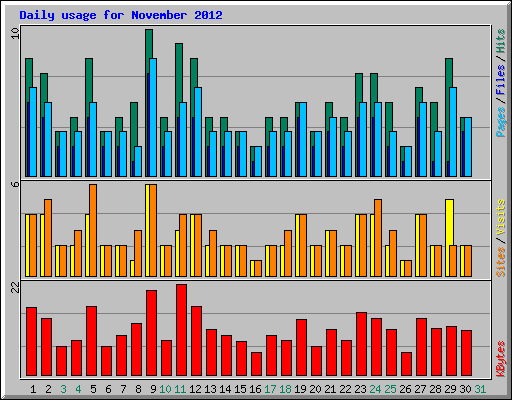 Daily usage for November 2012
10
Pages/Files/Hits
6
Sites/Visits
22
KBytes
1 2 3 4 5 6 7 8 9 10 11 12 13 14 15 16 17 18 19 20 21 22 23 24 25 26 27 28 29 30 31